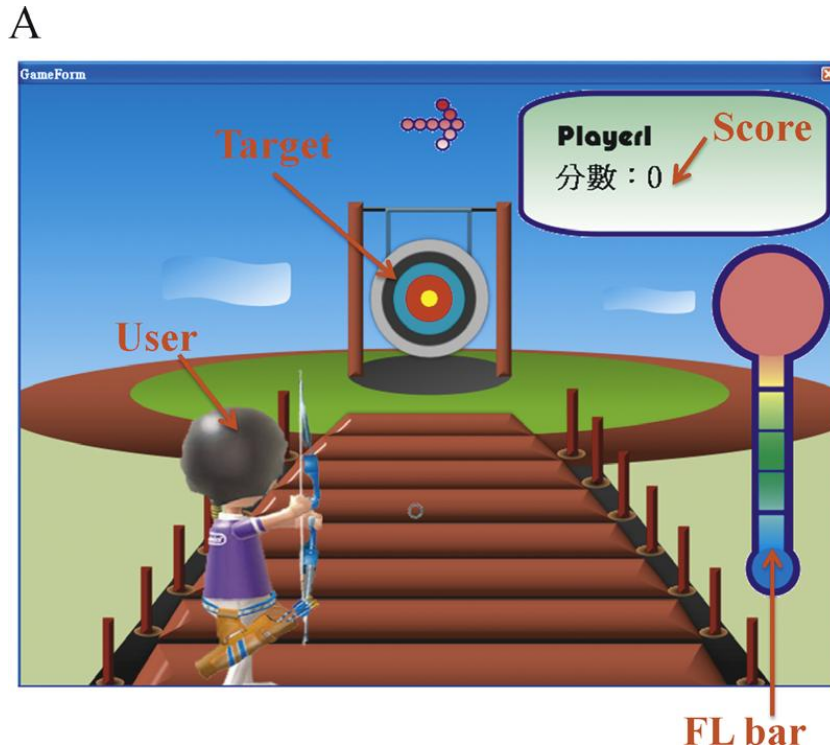 A
GameForm
Target
Player1
分數：0
Score
User
FL bar